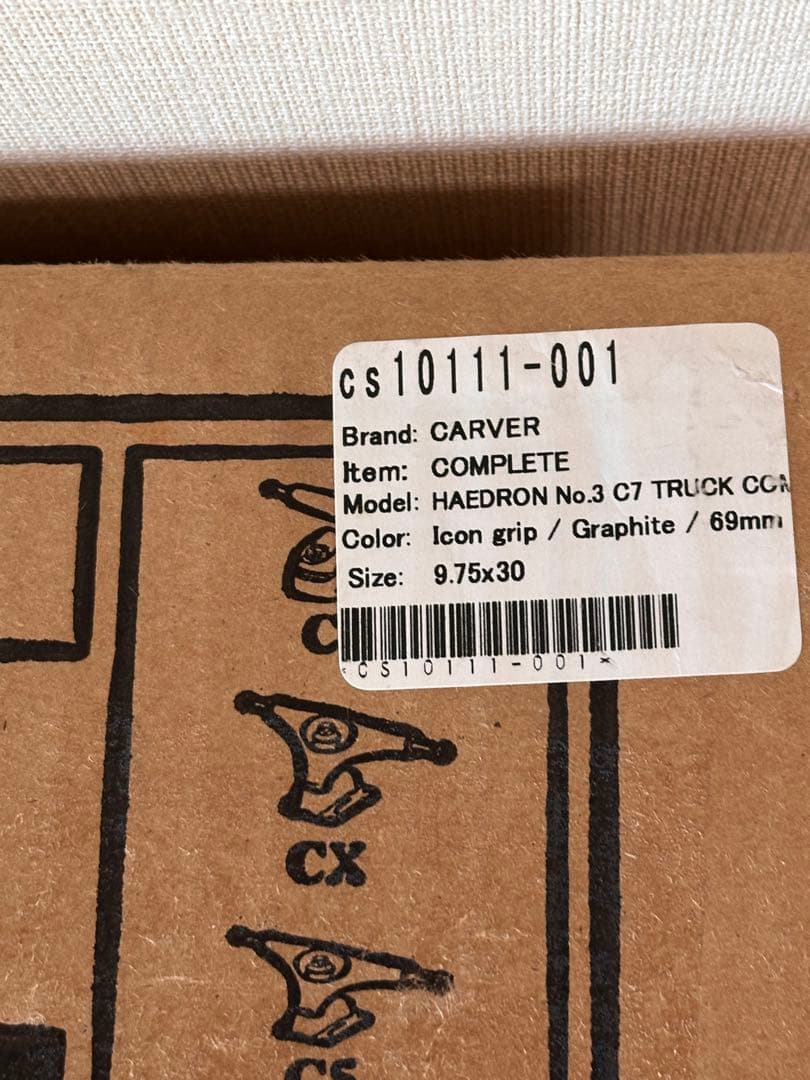 cs10111-001
Brand: CARVER
Item: COMPLETE
Model: HAEDRON No.3 C7 TRUCK COM
Color: Icon grip / Graphite / 69mm
Size: 9.75x30
*CS10111-001*
C
CX